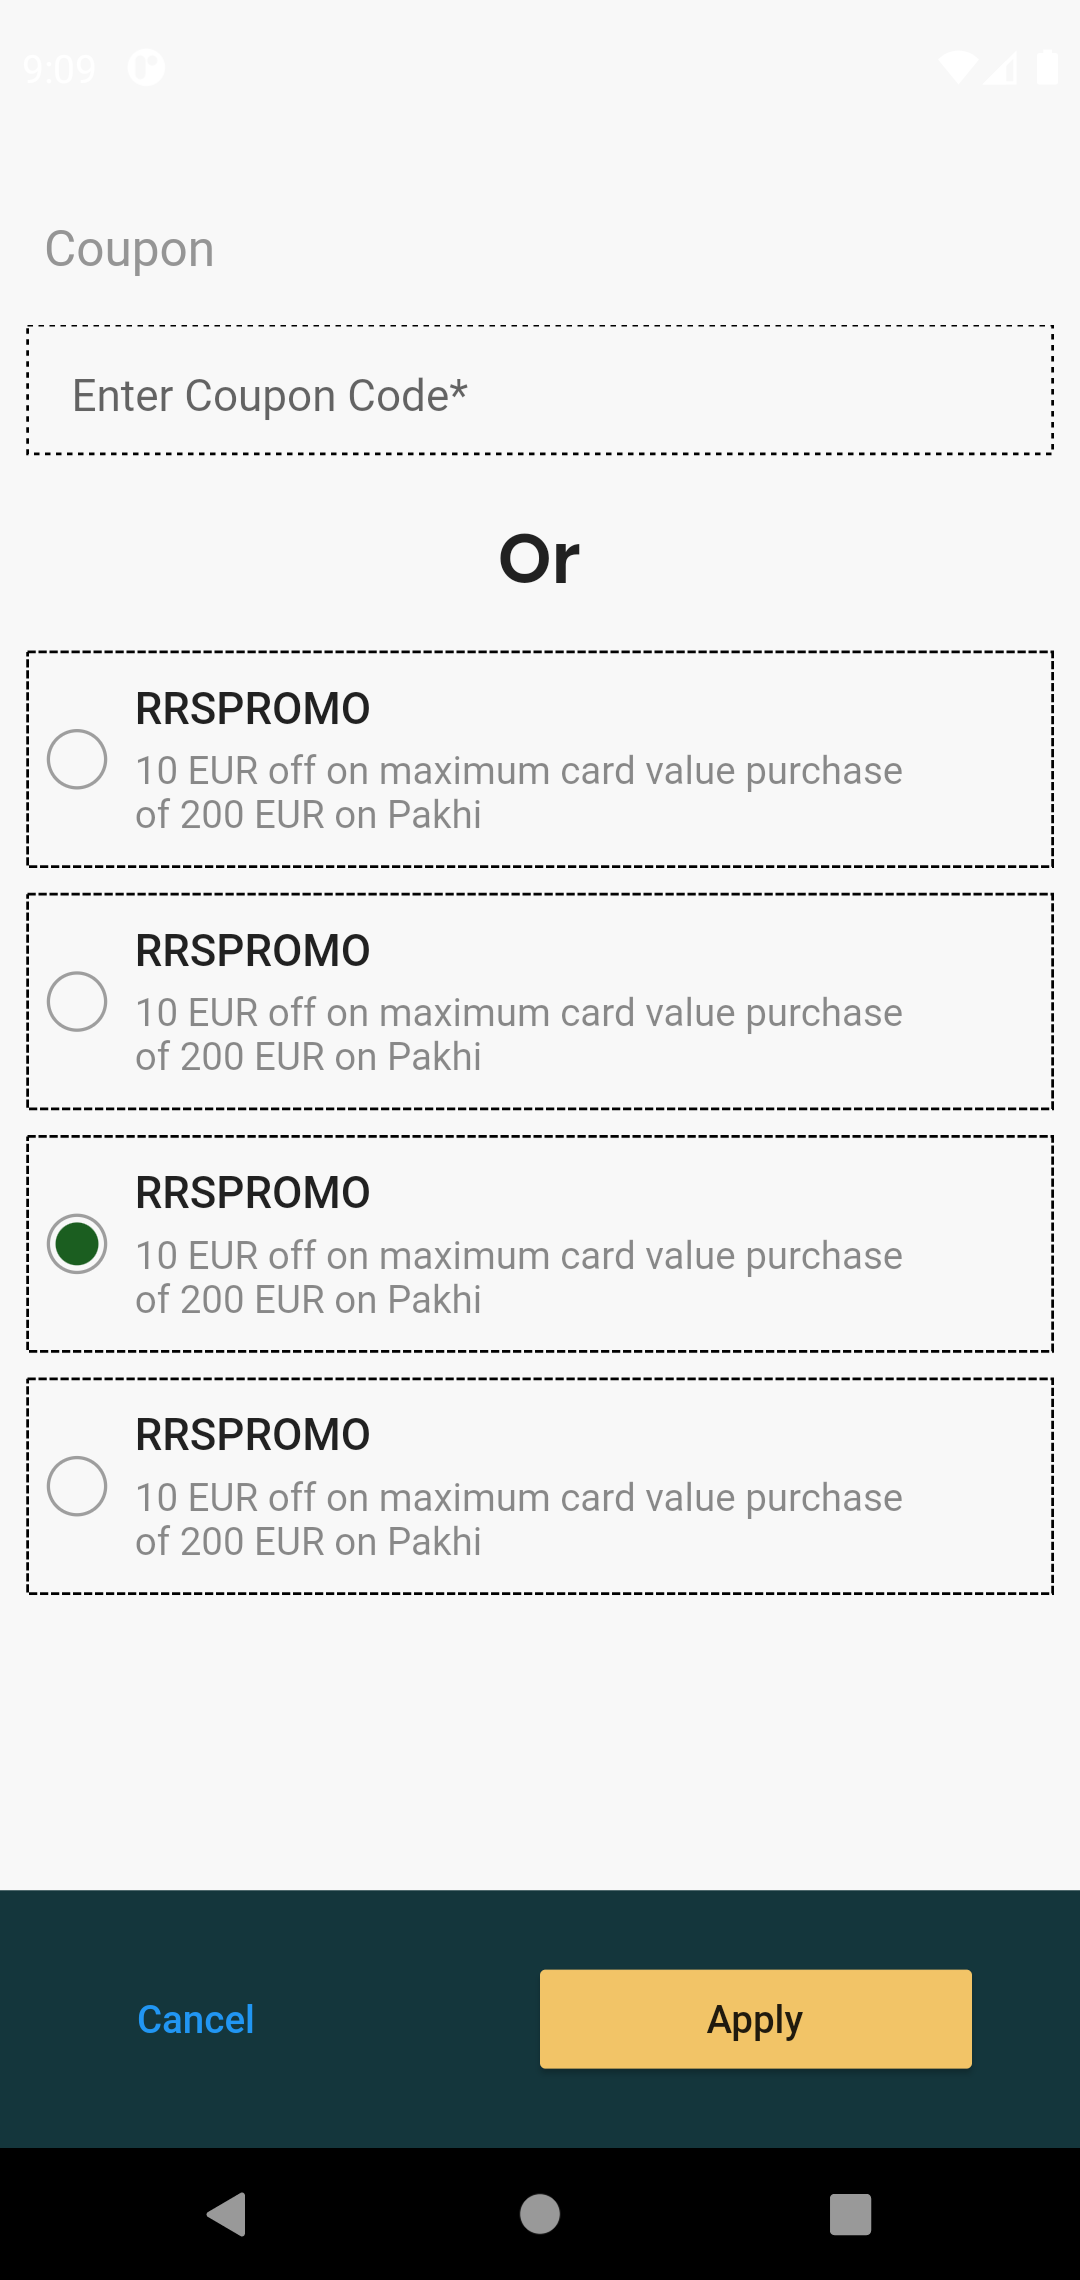 9:09
Coupon
Enter Coupon Code*
Or
RRSPROMO
10 EUR off on maximum card value purchase
of 200 EUR on Pakhi
RRSPROMO
10 EUR off on maximum card value purchase
of 200 EUR on Pakhi
RRSPROMO
10 EUR off on maximum card value purchase
of 200 EUR on Pakhi
RRSPROMO
10 EUR off on maximum card value purchase
of 200 EUR on Pakhi
Cancel
Apply